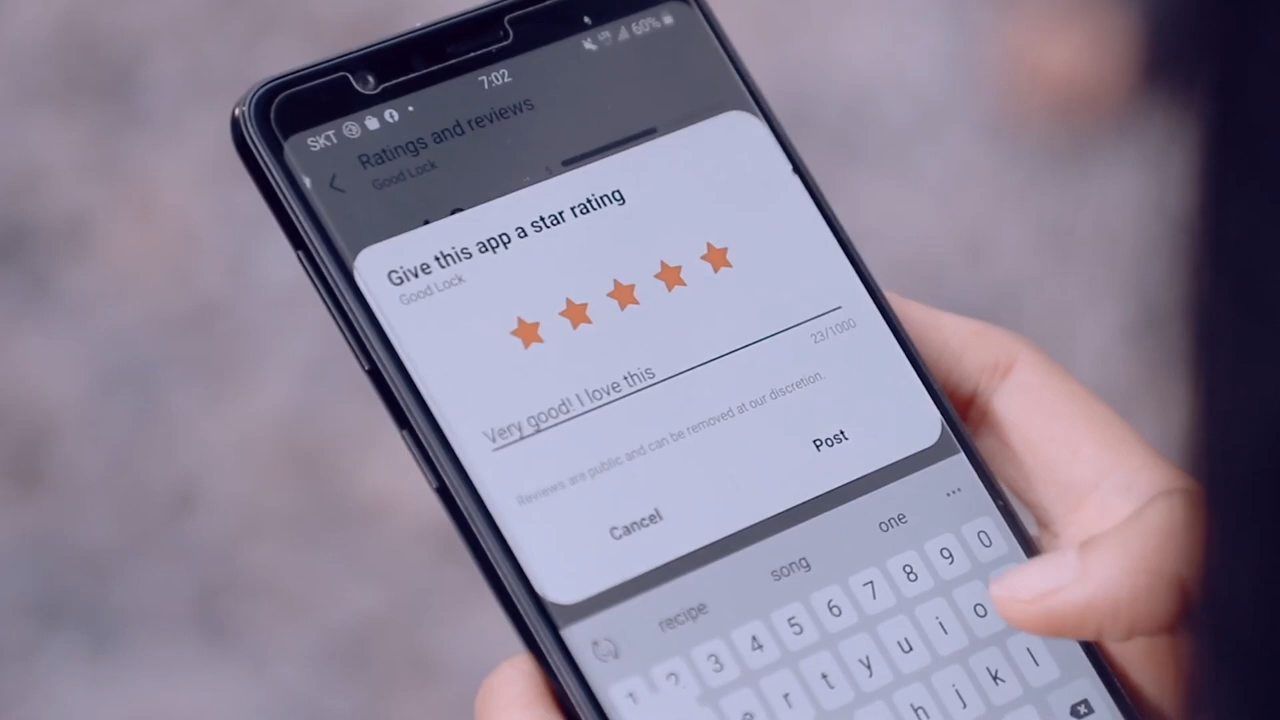 7:02
60%
SKT
Ratings and reviews
Good Lock
Give this app a star rating
Good Lock
Very good! I love this
23/1000
Reviews are public and can be removed at our discretion.
Cancel
Post
recipe
song
one
1 2 3 4 5 6 7 8 9 0
e r t y u i o
h j k l